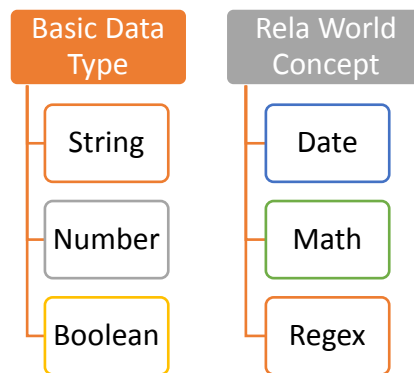 Basic Data
Type
String
Number
Boolean
Rela World
Concept
Date
Math
Regex